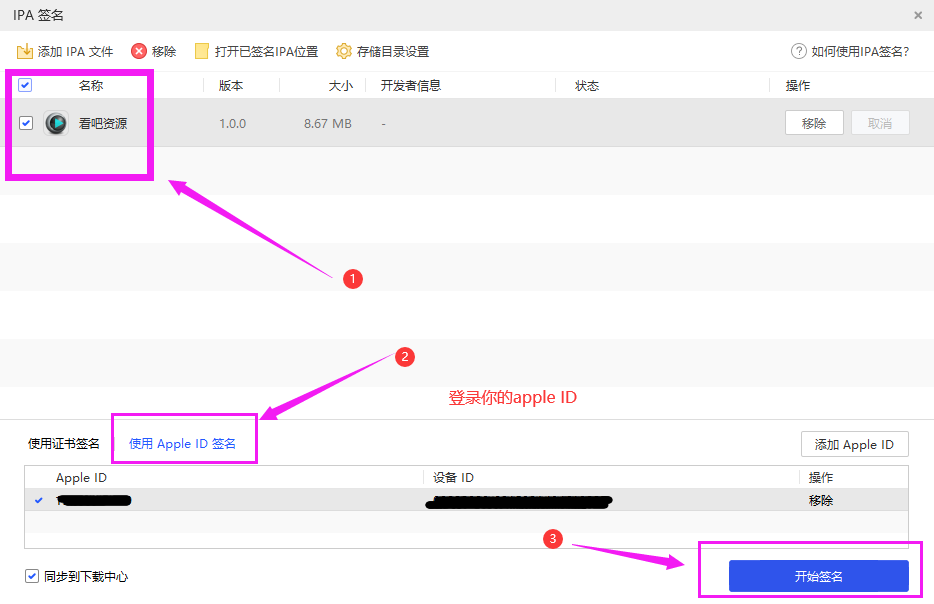 IPA 签名
添加 IPA 文件 移除 打开已签名IPA位置 存储目录设置 如何使用IPA签名?
名称 版本 大小 开发者信息 状态 操作
看吧资源 1.0.0 8.67 MB - 移除 取消
1
2
登录你的apple ID
使用证书签名 使用 Apple ID 签名 添加 Apple ID
Apple ID 设备 ID 操作
移除
3
同步到下载中心 开始签名